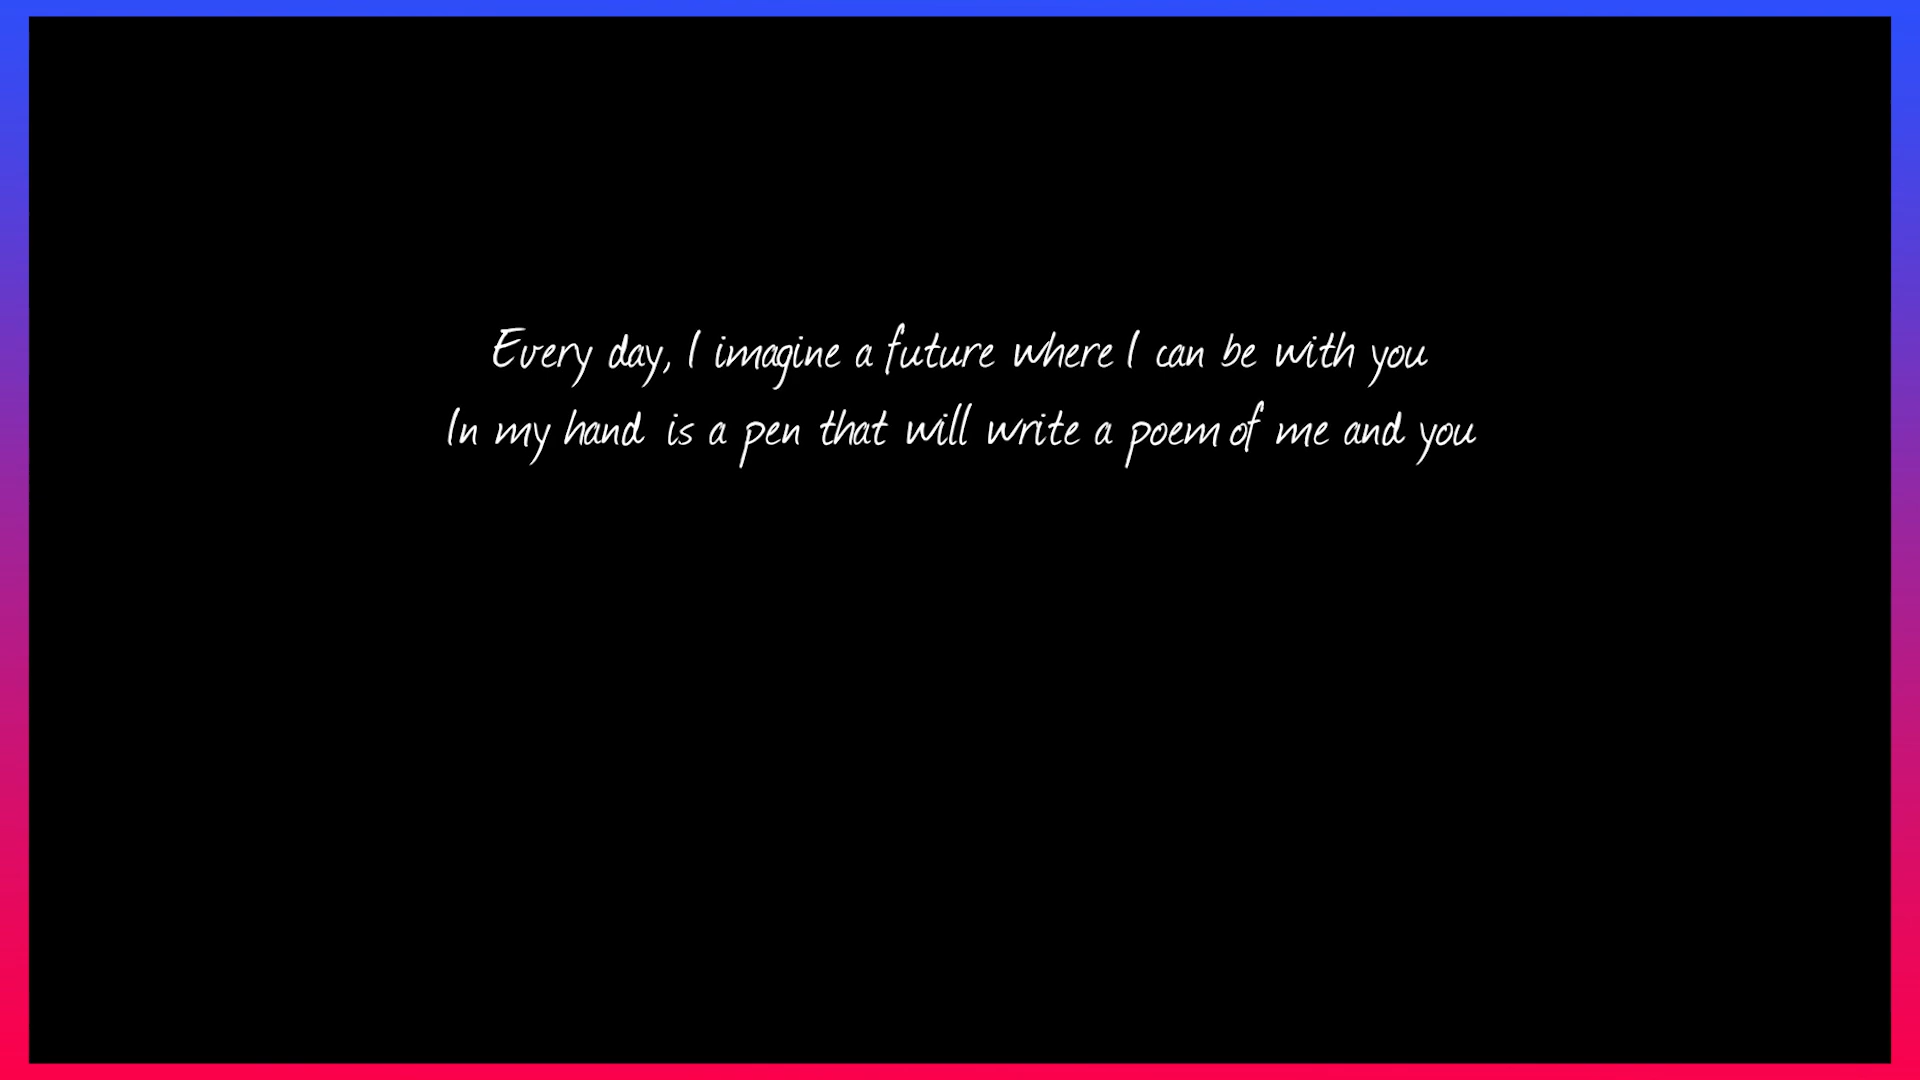 Every day, I imagine a future where I can be with you
In my hand is a pen that will write a poem of me and you